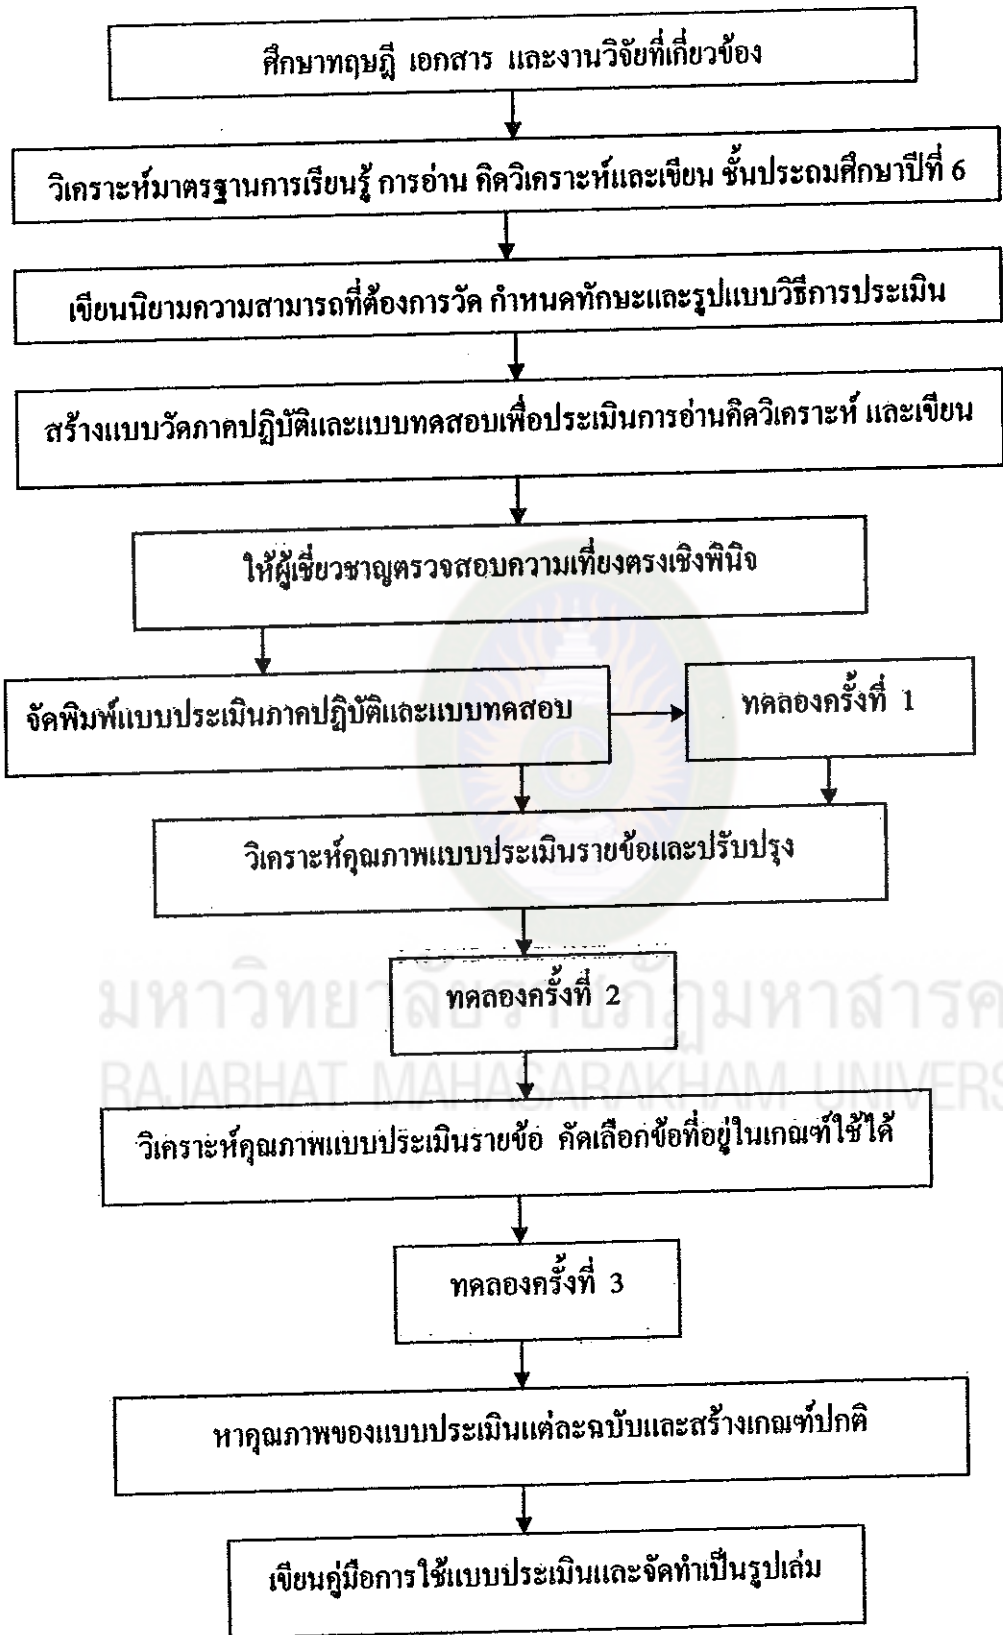 ศึกษาทฤษฎี เอกสาร และงานวิจัยที่เกี่ยวข้อง
วิเคราะห์มาตรฐานการเรียนรู้ การอ่าน คิดวิเคราะห์และเขียน ชั้นประถมศึกษาปีที่ 6
เขียนนิยามความสามารถที่ต้องการวัด กำหนดทักษะและรูปแบบวิธีการประเมิน
สร้างแบบวัดภาคปฏิบัติและแบบทดสอบเพื่อประเมินการอ่านคิดวิเคราะห์ และเขียน
ให้ผู้เชี่ยวชาญตรวจสอบความเที่ยงตรงเชิงพินิจ
จัดพิมพ์แบบประเมินภาคปฏิบัติและแบบทดสอบ
ทดลองครั้งที่ 1
วิเคราะห์คุณภาพแบบประเมินรายข้อและปรับปรุง
ทดลองครั้งที่ 2
มหาวิทยาลัยราชภัฏมหาสารค
RAJABHAT MAHASARAKHAM UNIVERS
วิเคราะห์คุณภาพแบบประเมินรายข้อ คัดเลือกข้อที่อยู่ในเกณฑ์ใช้ได้
ทดลองครั้งที่ 3
หาคุณภาพของแบบประเมินแต่ละฉบับและสร้างเกณฑ์ปกติ
เขียนคู่มือการใช้แบบประเมินและจัดทำเป็นรูปเล่ม